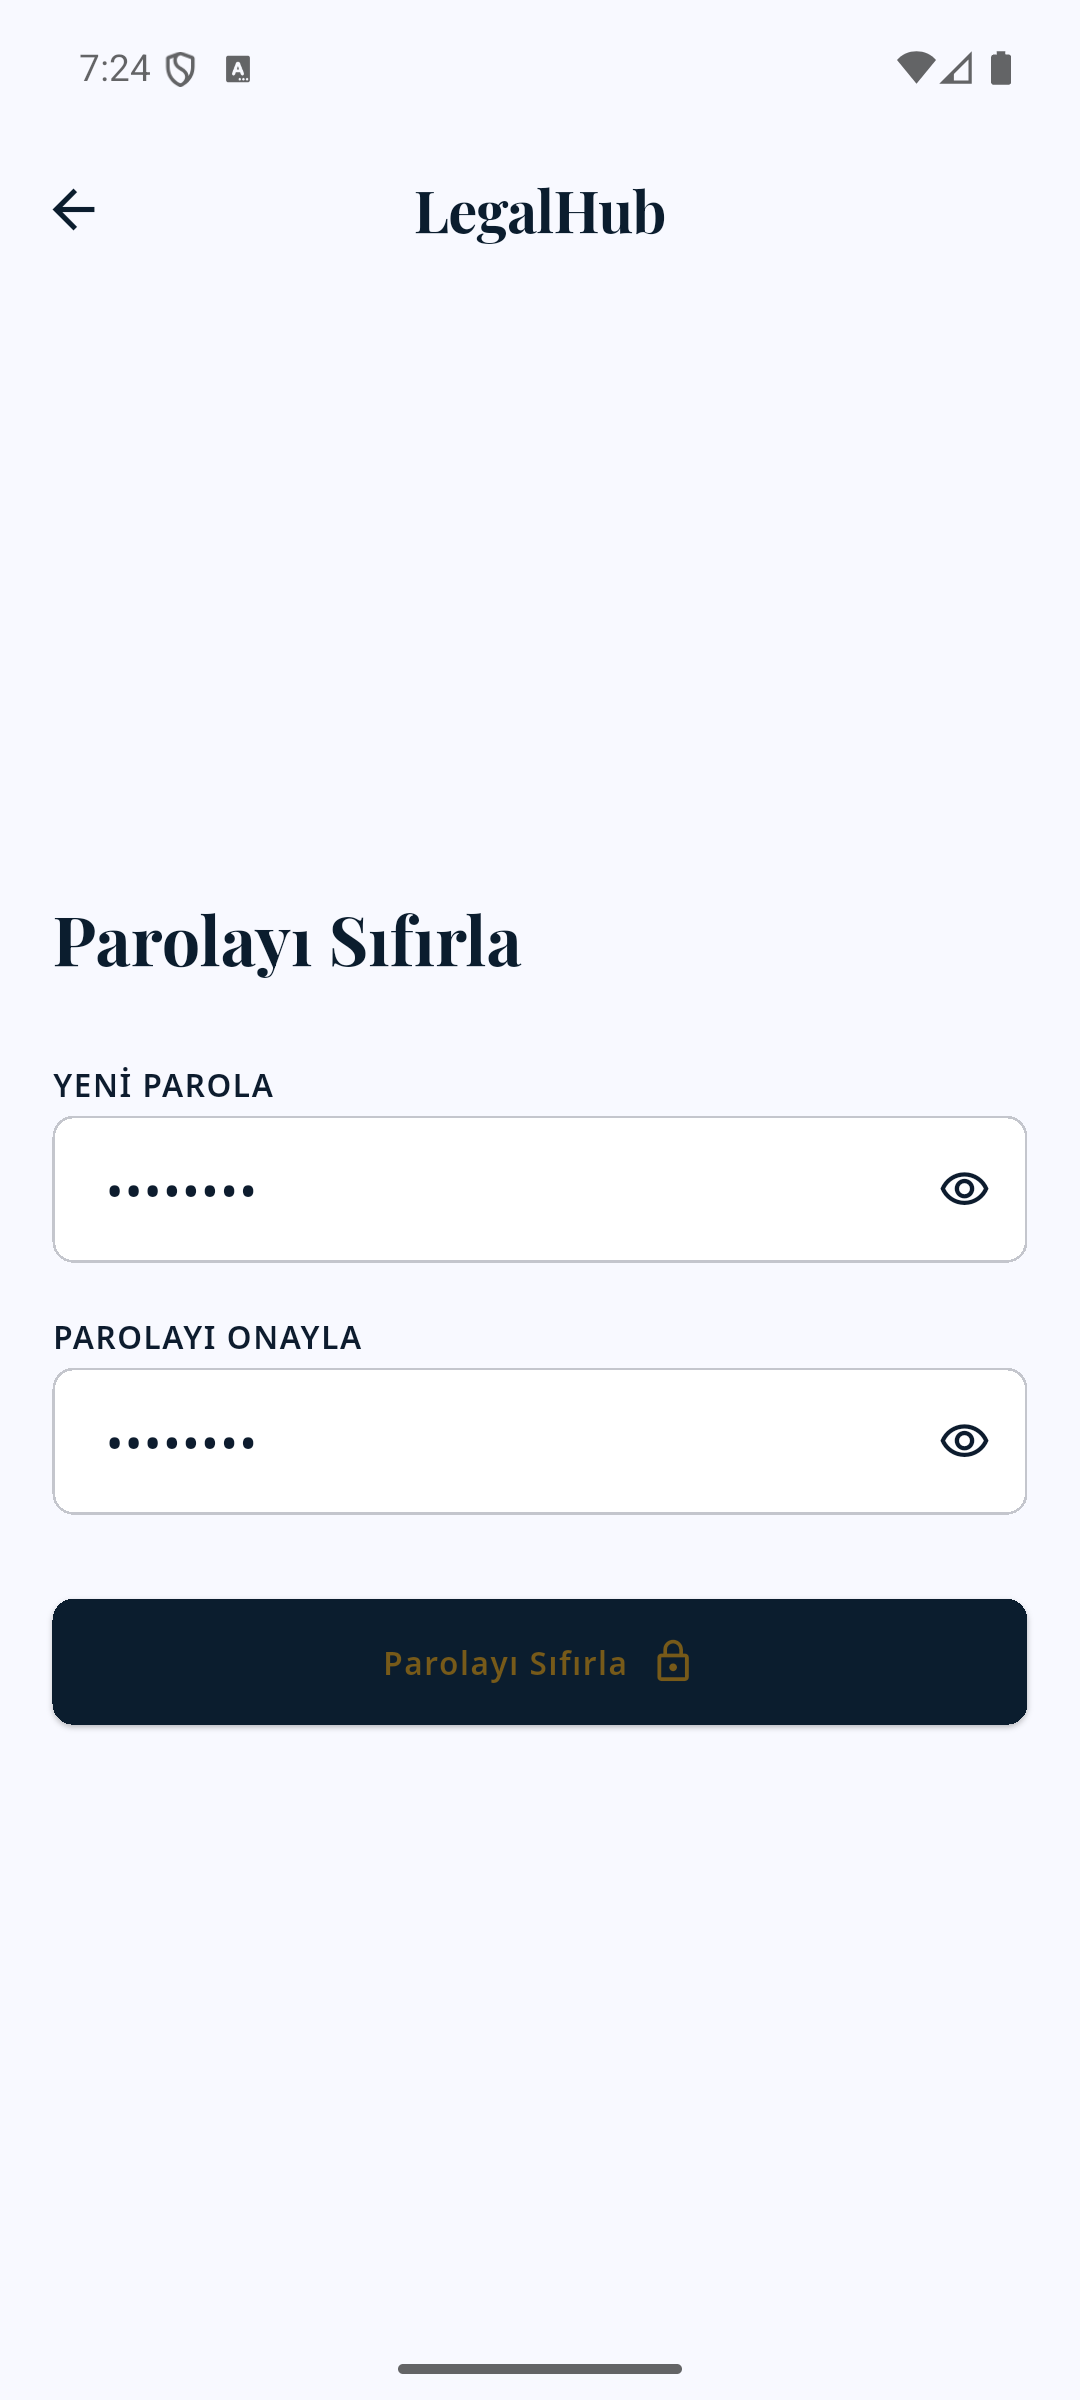 7:24
LegalHub
Parolayı Sıfırla
YENİ PAROLA
••••••••
PAROLAYI ONAYLA
••••••••
Parolayı Sıfırla